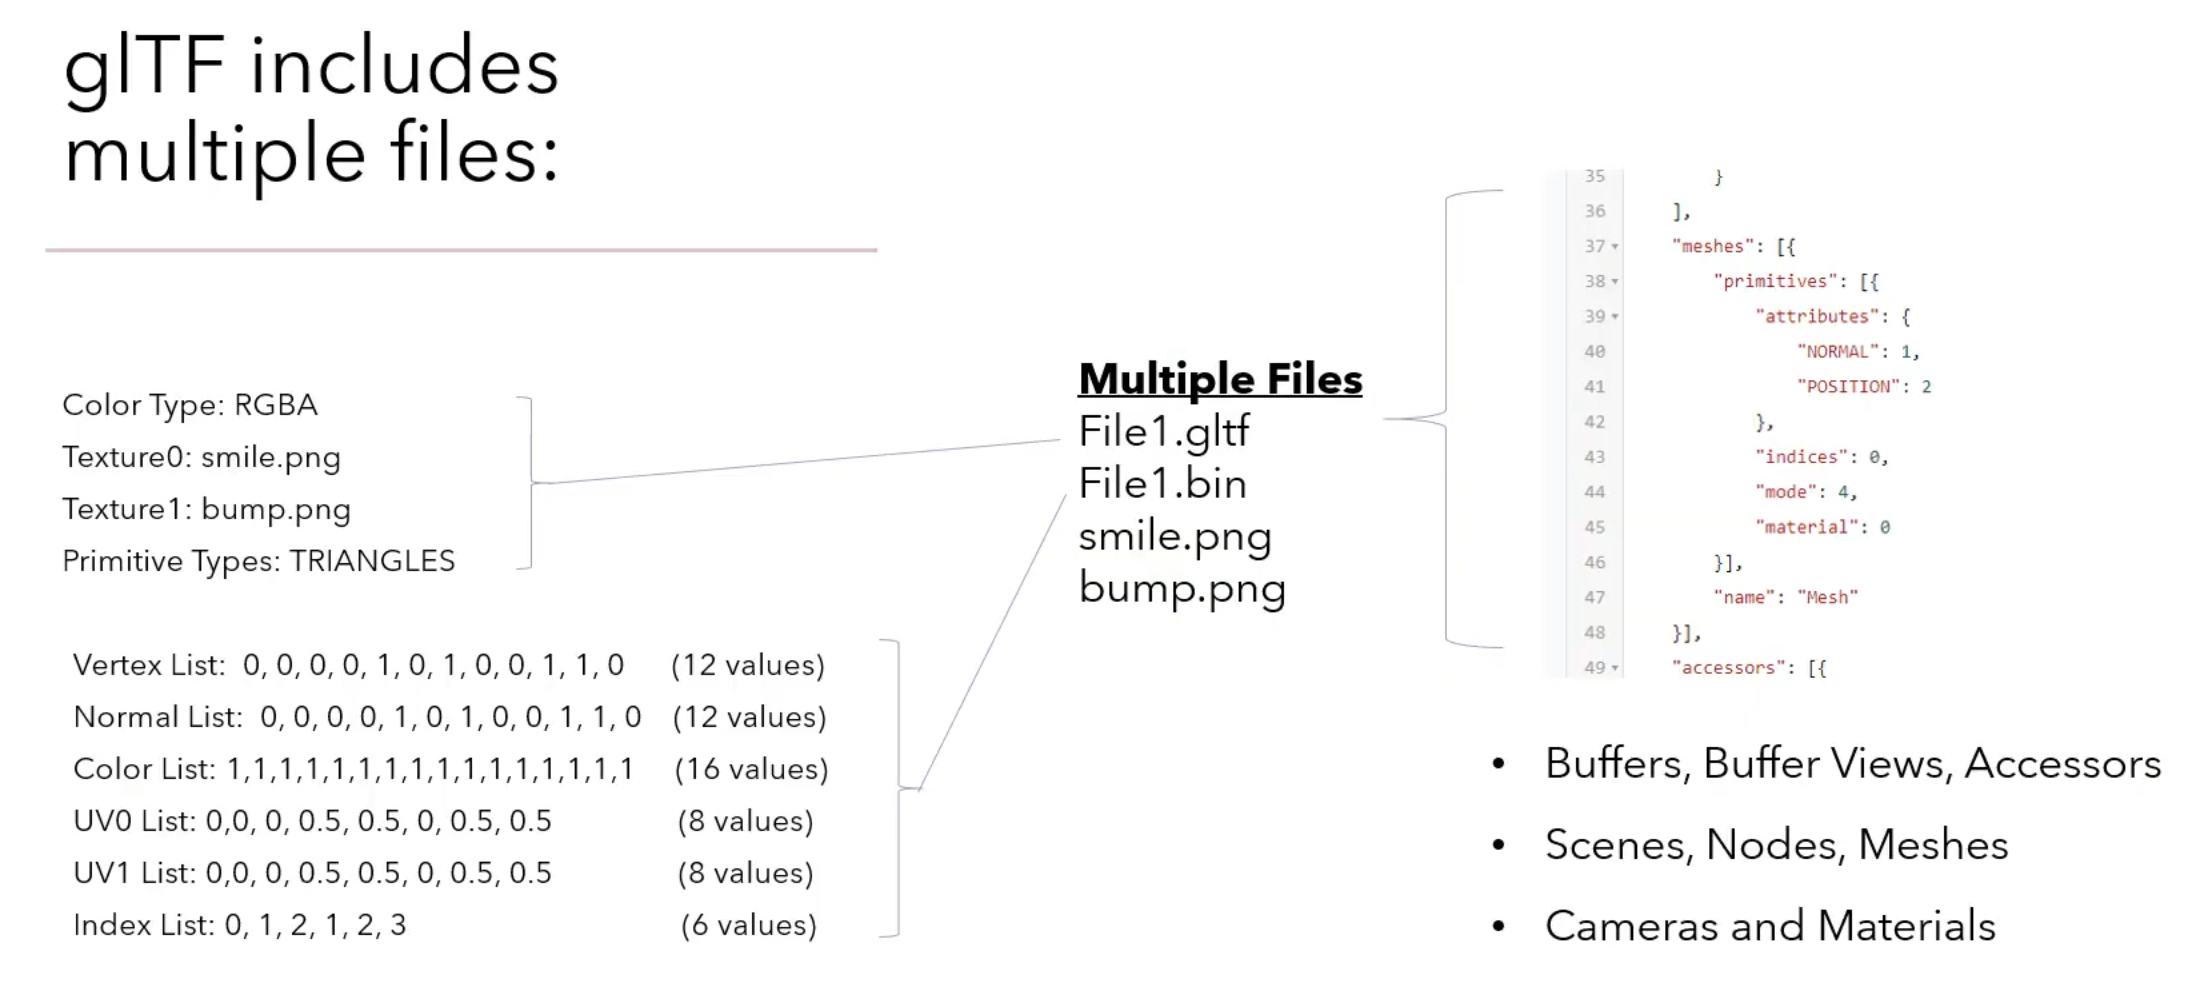 glTF includes
multiple files:
Color Type: RGBA
Texture0: smile.png
Texture1: bump.png
Primitive Types: TRIANGLES
Vertex List: 0, 0, 0, 0, 1, 0, 1, 0, 0, 1, 1, 0 (12 values)
Normal List: 0, 0, 0, 0, 1, 0, 1, 0, 0, 1, 1, 0 (12 values)
Color List: 1,1,1,1,1,1,1,1,1,1,1,1,1,1,1,1 (16 values)
UV0 List: 0,0, 0, 0.5, 0.5, 0, 0.5, 0.5 (8 values)
UV1 List: 0,0, 0, 0.5, 0.5, 0, 0.5, 0.5 (8 values)
Index List: 0, 1, 2, 1, 2, 3 (6 values)
Multiple Files
File1.gltf
File1.bin
smile.png
bump.png
35 }
36 ],
37 "meshes": [{
38 "primitives": [{
39 "attributes": {
40 "NORMAL": 1,
41 "POSITION": 2
42 },
43 "indices": 0,
44 "mode": 4,
45 "material": 0
46 }],
47 "name": "Mesh"
48 }],
49 "accessors": [{
• Buffers, Buffer Views, Accessors
• Scenes, Nodes, Meshes
• Cameras and Materials